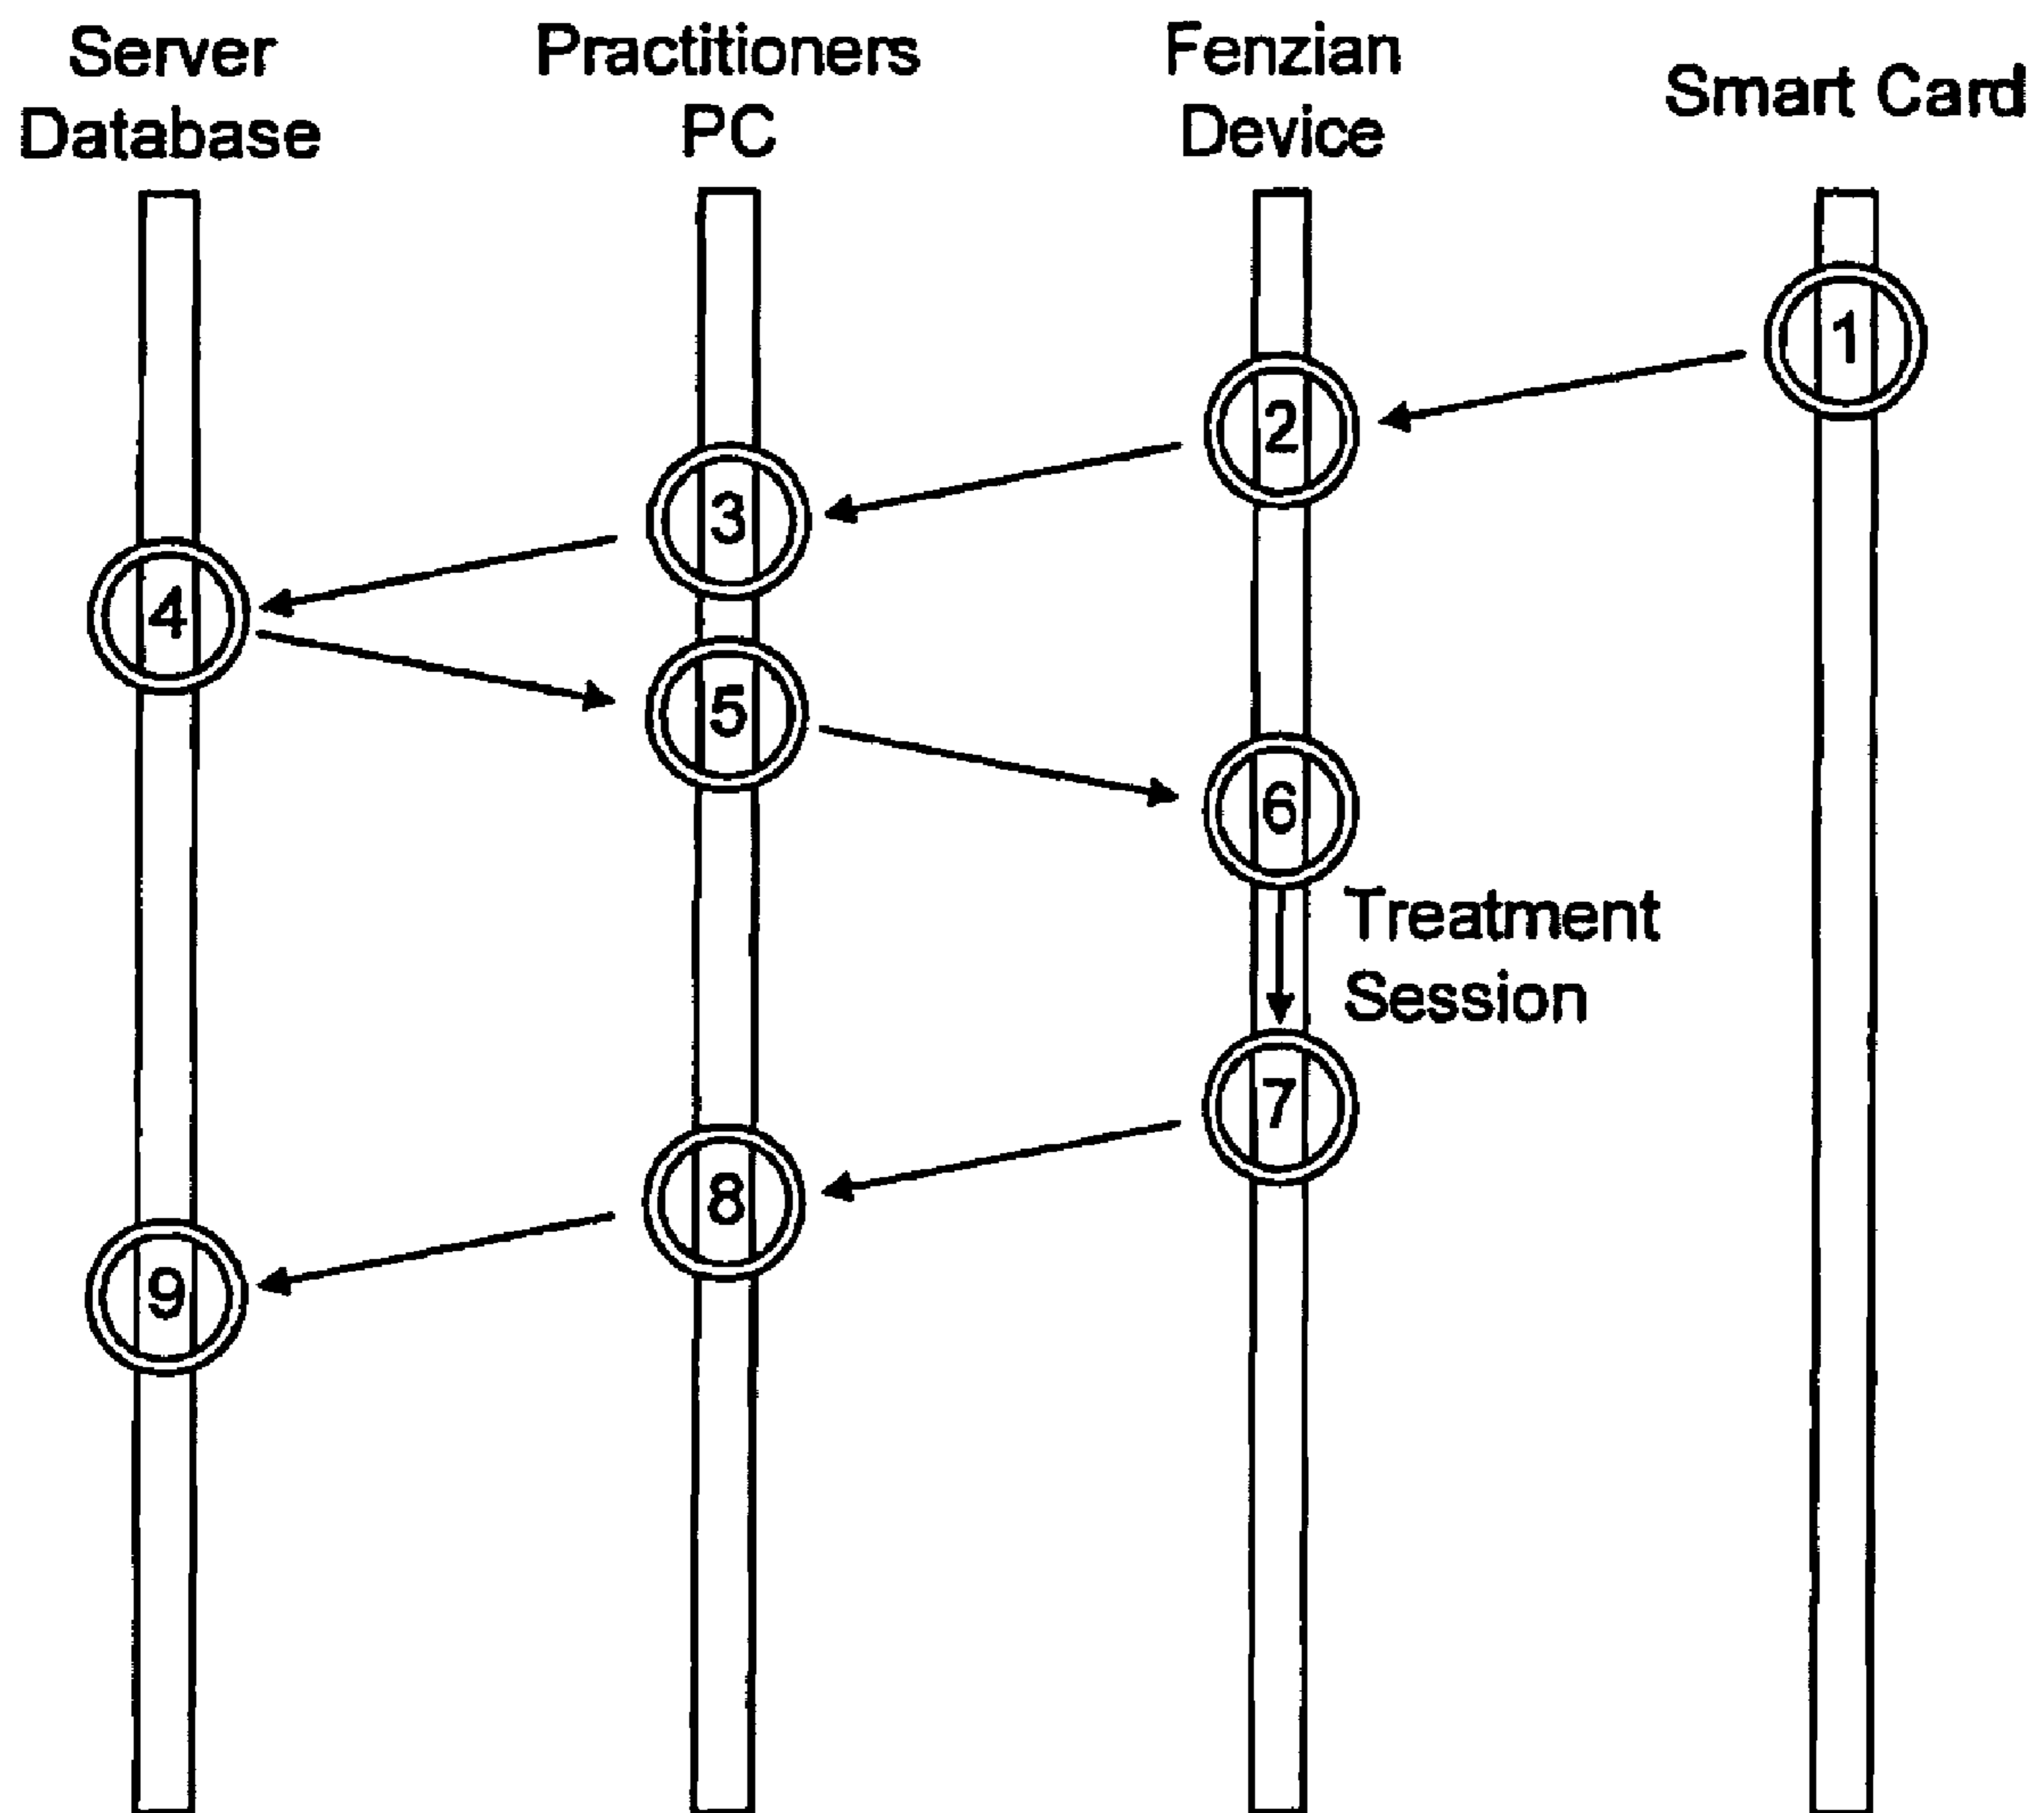 Server
Database
Practitioners
PC
Fenzian
Device
Smart Card
1
2
3
4
5
6
Treatment
Session
7
8
9